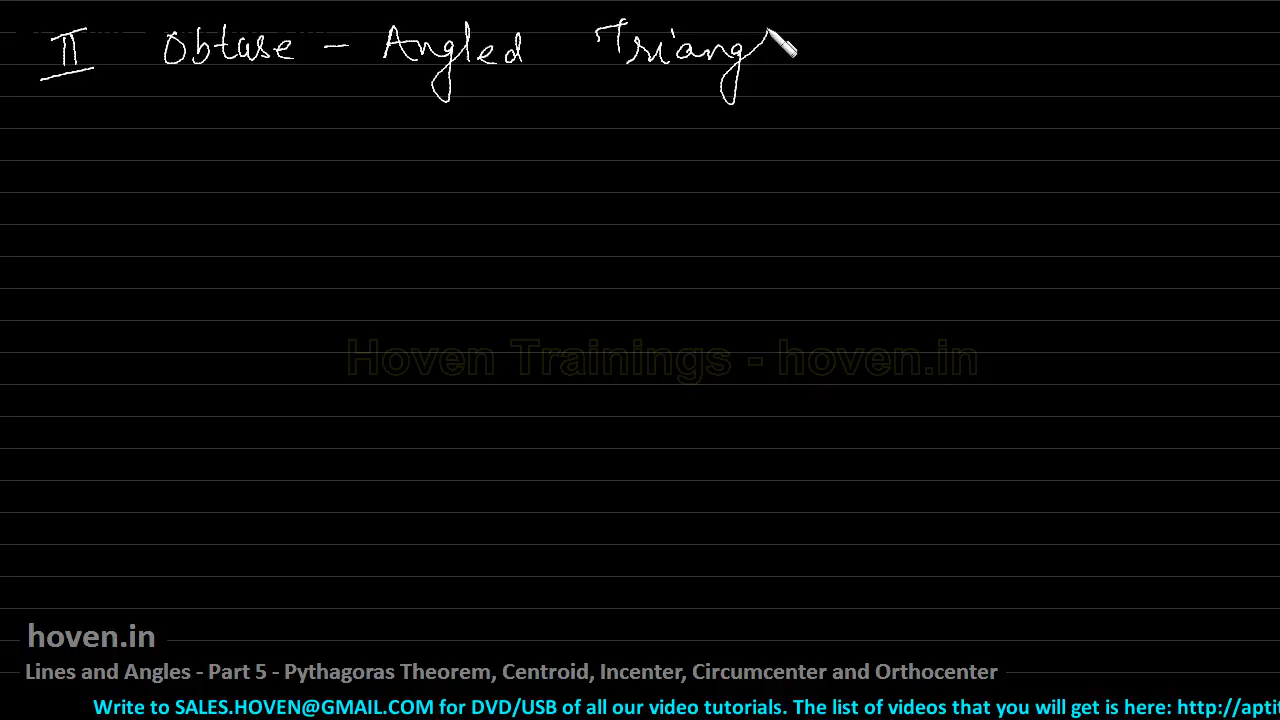 II Obtuse - Angled Triang
Hoven Trainings - hoven.in
hoven.in
Lines and Angles - Part 5 - Pythagoras Theorem, Centroid, Incenter, Circumcenter and Orthocenter
Write to SALES.HOVEN@GMAIL.COM for DVD/USB of all our video tutorials. The list of videos that you will get is here: http://apti